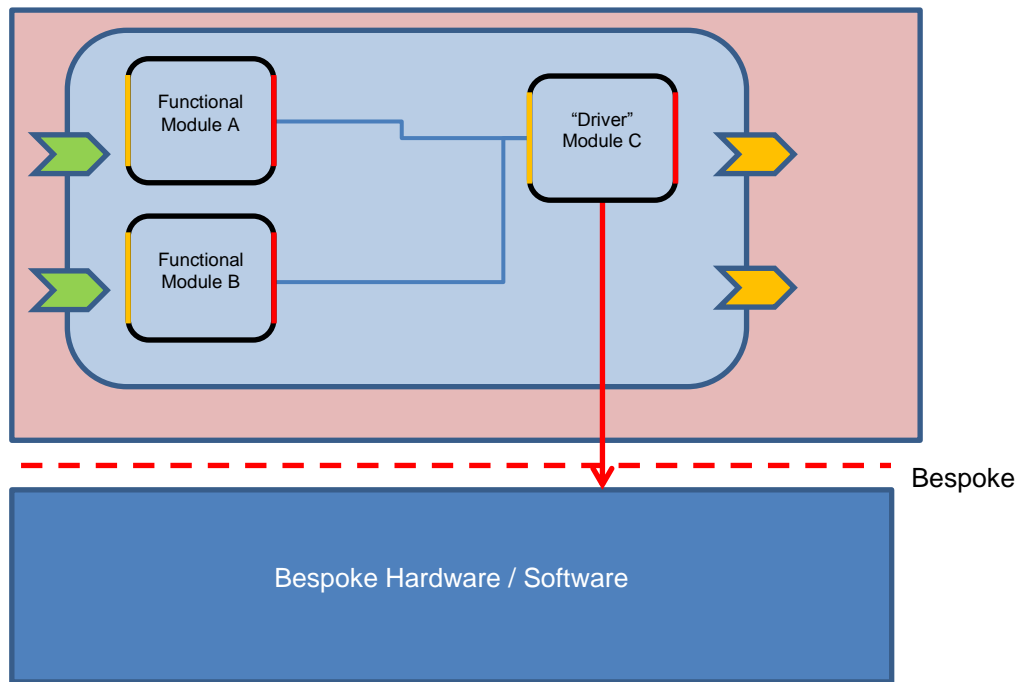 Functional
Module A
“Driver”
Module C
Functional
Module B
Bespoke
Bespoke Hardware / Software